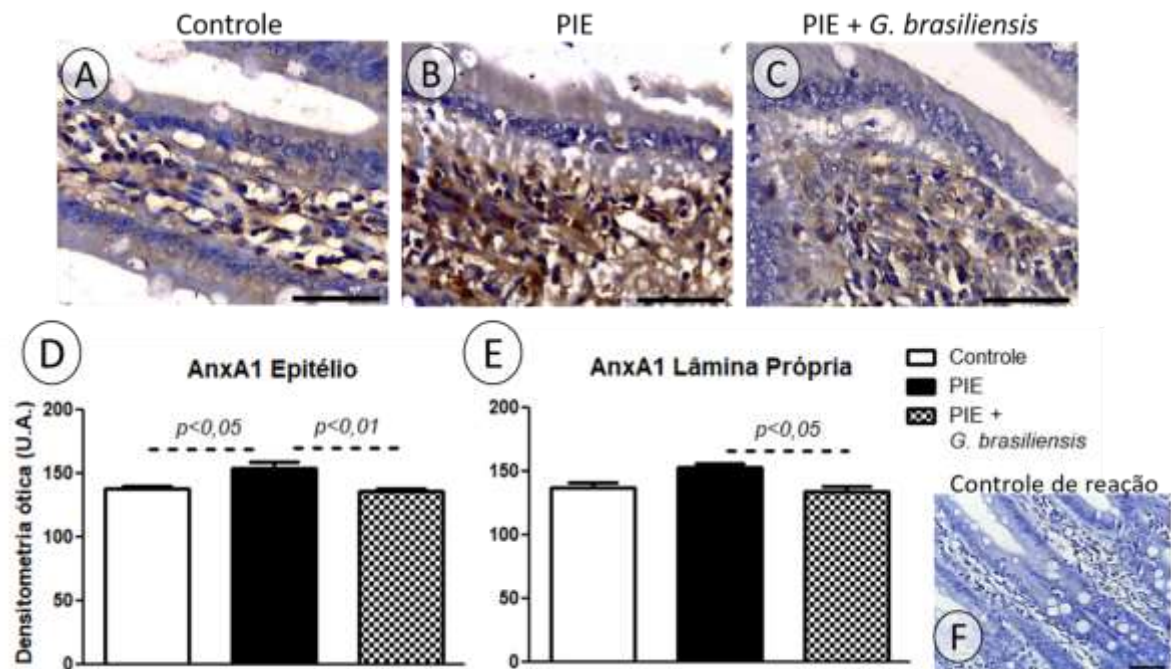 Controle
PIE
PIE + G. brasiliensis
A
B
C
D
AnxA1 Epitélio
Densitometria ótica (U.A.)
200
150
100
50
0
p<0,05
p<0,01
E
AnxA1 Lâmina Própria
200
150
100
50
0
p<0,05
Controle
PIE
PIE +
G. brasiliensis
Controle de reação
F